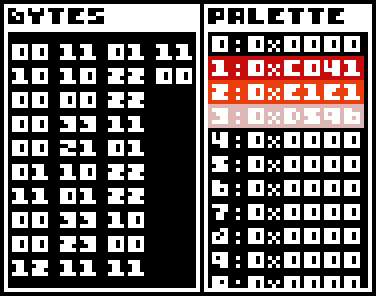 BYTES
00 11 01 11
10 10 22 00
00 00 22
00 33 11
00 21 01
01 10 22
11 01 22
00 33 10
00 23 00
12 11 11
PALETTE
0:0x0000
1:0xC041
2:0xE1E1
3:0xD596
4:0x0000
5:0x0000
6:0x0000
7:0x0000
8:0x0000
9:0x0000